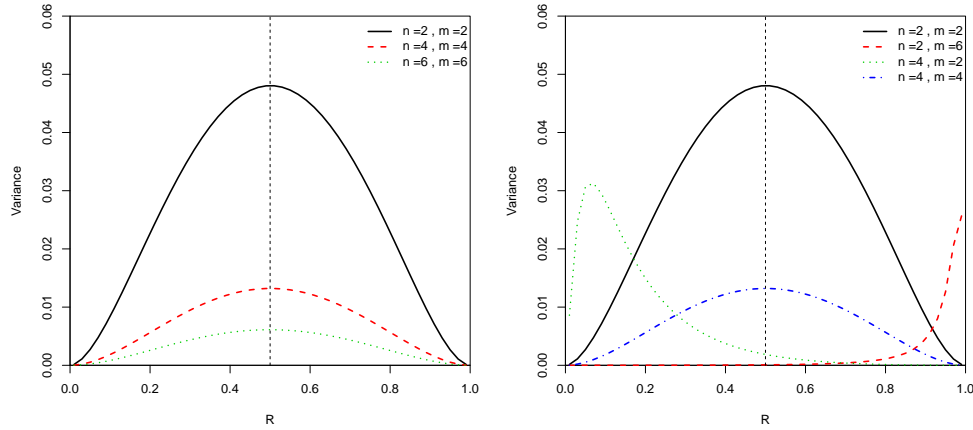 0.06
0.05
0.04
0.03
0.02
0.01
0.00
Variance
n =2 , m =2
n =4 , m =4
n =6 , m =6
0.0 0.2 0.4 0.6 0.8 1.0
R
0.06
0.05
0.04
0.03
0.02
0.01
0.00
Variance
n =2 , m =2
n =2 , m =6
n =4 , m =2
n =4 , m =4
0.0 0.2 0.4 0.6 0.8 1.0
R